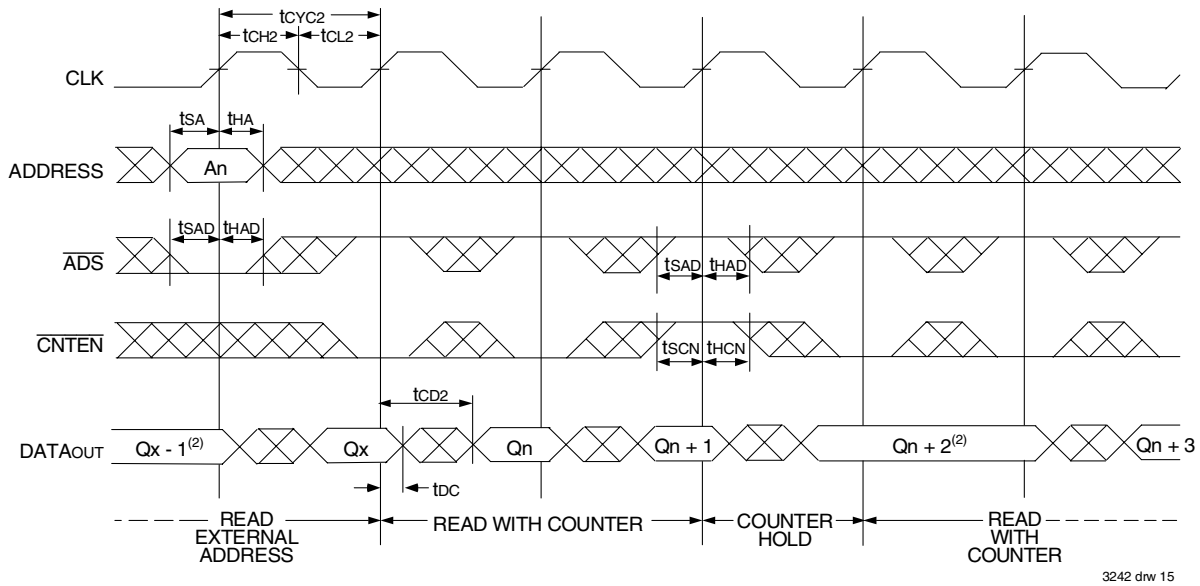 tCYC2
tCH2 tCL2
CLK
tSA tHA
ADDRESS An
tSAD tHAD
ADS
tSAD tHAD
CNTEN
tSCN tHCN
tCD2
DATAOUT Qx - 1(2) Qx Qn Qn + 1 Qn + 2(2) Qn + 3
tDC
READ EXTERNAL ADDRESS
READ WITH COUNTER
COUNTER HOLD
READ WITH COUNTER
3242 drw 15